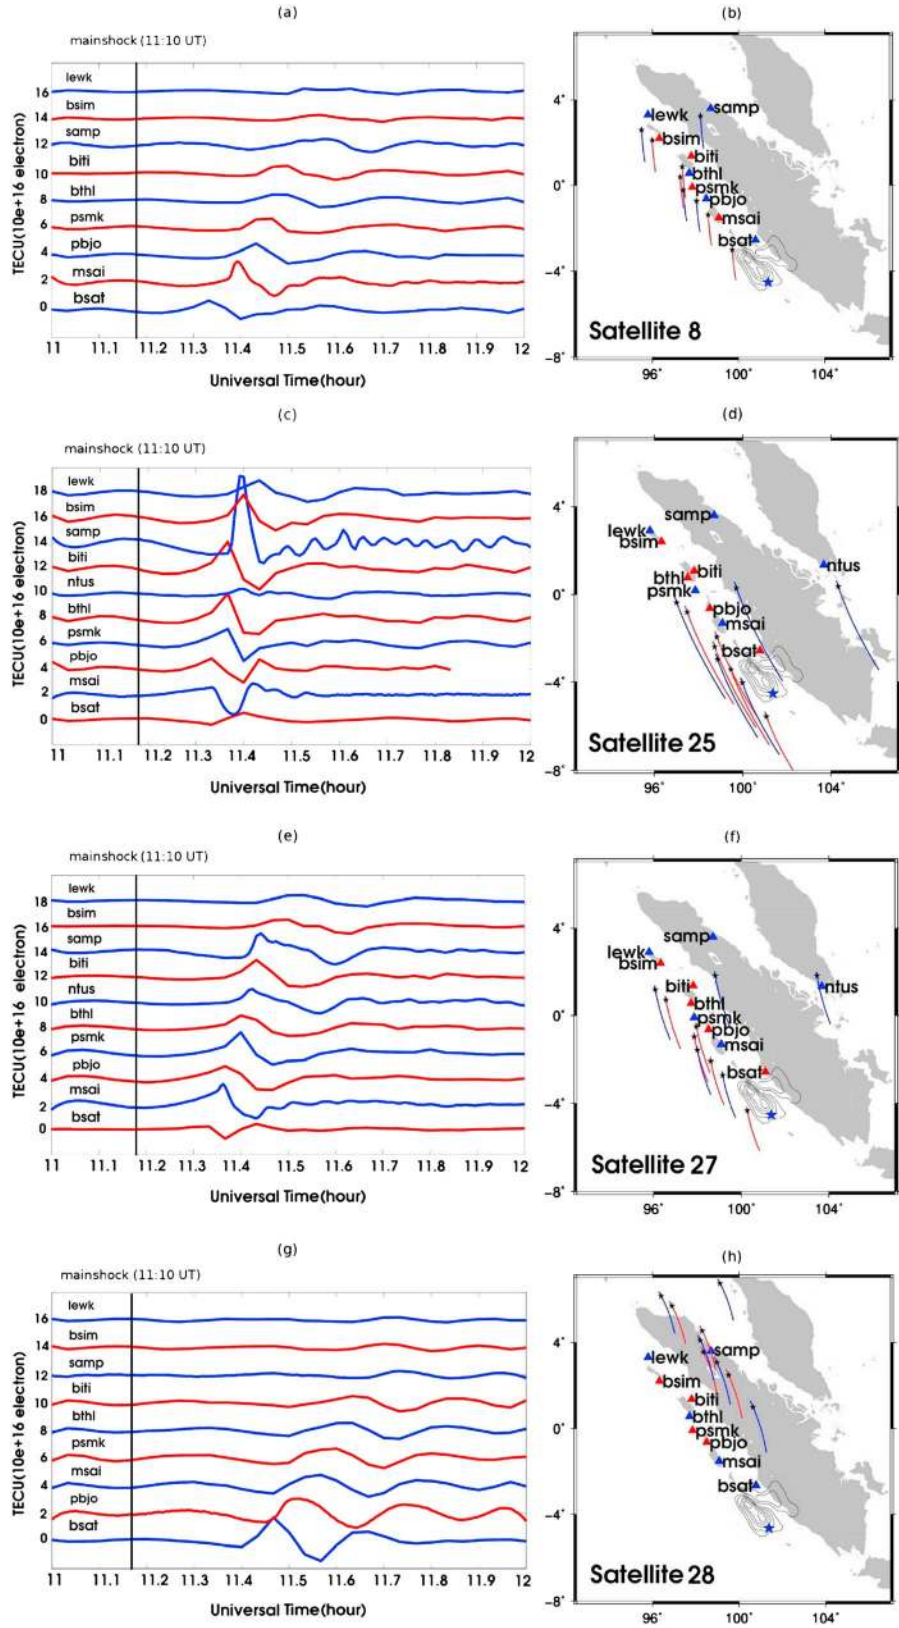 (a)
mainshock (11:10 UT)
lewk
16
bsim
14
samp
12
biti
10
bthl
8
psmk
6
pbjo
4
msai
2
bsat
0
TECU(10e+16 electron)
11 11.1 11.2 11.3 11.4 11.5 11.6 11.7 11.8 11.9 12
Universal Time(hour)
(b)
4°
0°
-4°
-8°
lewk
samp
bsim
biti
bthl
psmk
pbjo
msai
bsat
Satellite 8
96° 100° 104°
(c)
mainshock (11:10 UT)
lewk
18
bsim
16
samp
14
biti
12
ntus
10
bthl
8
psmk
6
pbjo
4
msai
2
bsat
0
TECU(10e+16 electron)
11 11.1 11.2 11.3 11.4 11.5 11.6 11.7 11.8 11.9 12
Universal Time(hour)
(d)
4°
0°
-4°
-8°
samp
lewk
bsim
ntus
biti
bthl
psmk
pbjo
msai
bsat
Satellite 25
96° 100° 104°
(e)
mainshock (11:10 UT)
lewk
18
bsim
16
samp
14
biti
12
ntus
10
bthl
8
psmk
6
pbjo
4
msai
2
bsat
0
TECU(10e+16 electron)
11 11.1 11.2 11.3 11.4 11.5 11.6 11.7 11.8 11.9 12
Universal Time(hour)
(f)
4°
0°
-4°
-8°
samp
lewk
bsim
biti
ntus
bthl
psmk
pbjo
msai
bsat
Satellite 27
96° 100° 104°
(g)
mainshock (11:10 UT)
lewk
16
bsim
14
samp
12
biti
10
bthl
8
psmk
6
msai
4
pbjo
2
bsat
0
TECU(10e+16 electron)
11 11.1 11.2 11.3 11.4 11.5 11.6 11.7 11.8 11.9 12
Universal Time(hour)
(h)
4°
0°
-4°
-8°
samp
lewk
bsim
biti
bthl
psmk
pbjo
msai
bsat
Satellite 28
96° 100° 104°